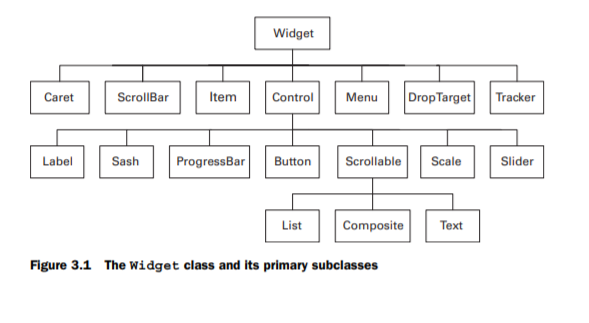 Widget
Caret ScrollBar Item Control Menu DropTarget Tracker
Label Sash ProgressBar Button Scrollable Scale Slider
List Composite Text
Figure 3.1 The Widget class and its primary subclasses